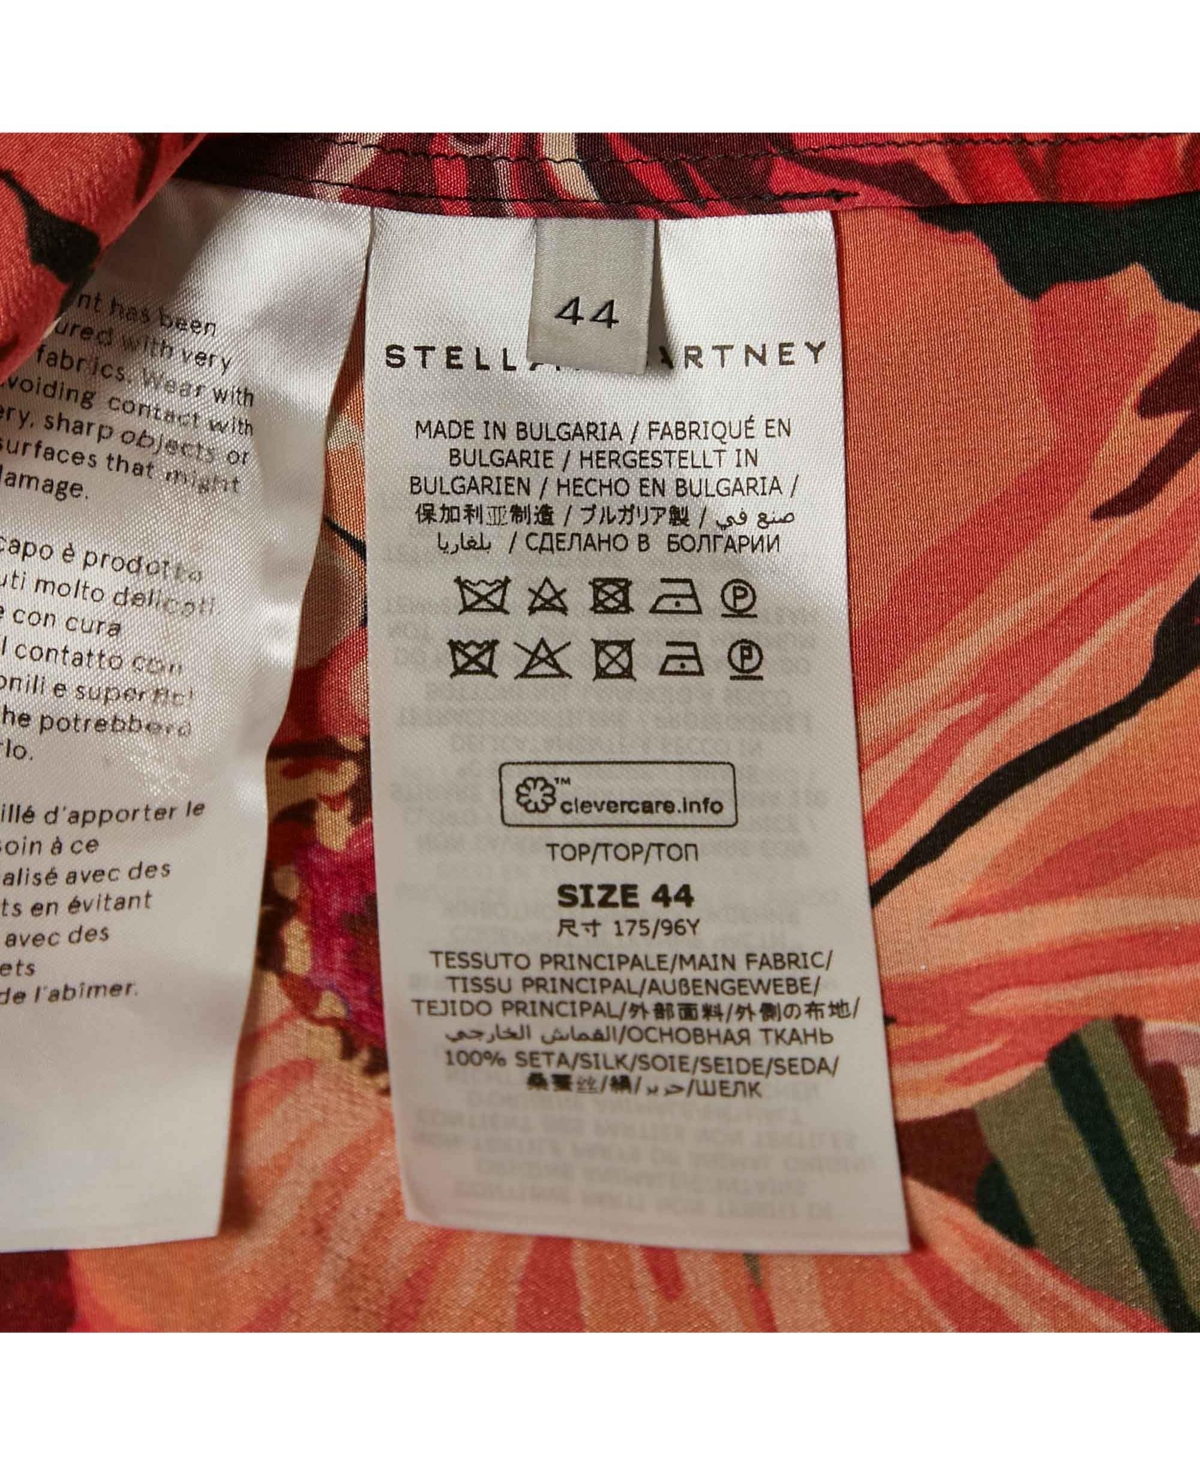 nt has been
ured with very
fabrics. Wear with
voiding contact with
ery, sharp objects or
surfaces that might
damage.
capo è prodotto
uti molto delicati
e con cura
l contatto con
onili e superfici
he potrebbero
rlo.
illé d'apporter le
soin à ce
alisé avec des
ts en évitant
avec des
ets
de l'abîmer.
44
STELL ARTNEY
MADE IN BULGARIA / FABRIQUÉ EN
BULGARIE / HERGESTELLT IN
BULGARIEN / HECHO EN BULGARIA /
保加利亚制造 / ブルガリア製 / صنع في
بلغاريا / СДЕЛАНО В БОЛГАРИИ
P
P
™
clevercare.info
TOP/TOP/ТОП
SIZE 44
尺寸 175/96Y
TESSUTO PRINCIPALE/MAIN FABRIC/
TISSU PRINCIPAL/AUßENGEWEBE/
TEJIDO PRINCIPAL/外部面料/外側の布地/
القماش الخارجي/ОСНОВНАЯ ТКАНЬ
100% SETA/SILK/SOIE/SEIDE/SEDA/
桑蚕丝/絹/حرير/ШЕЛК